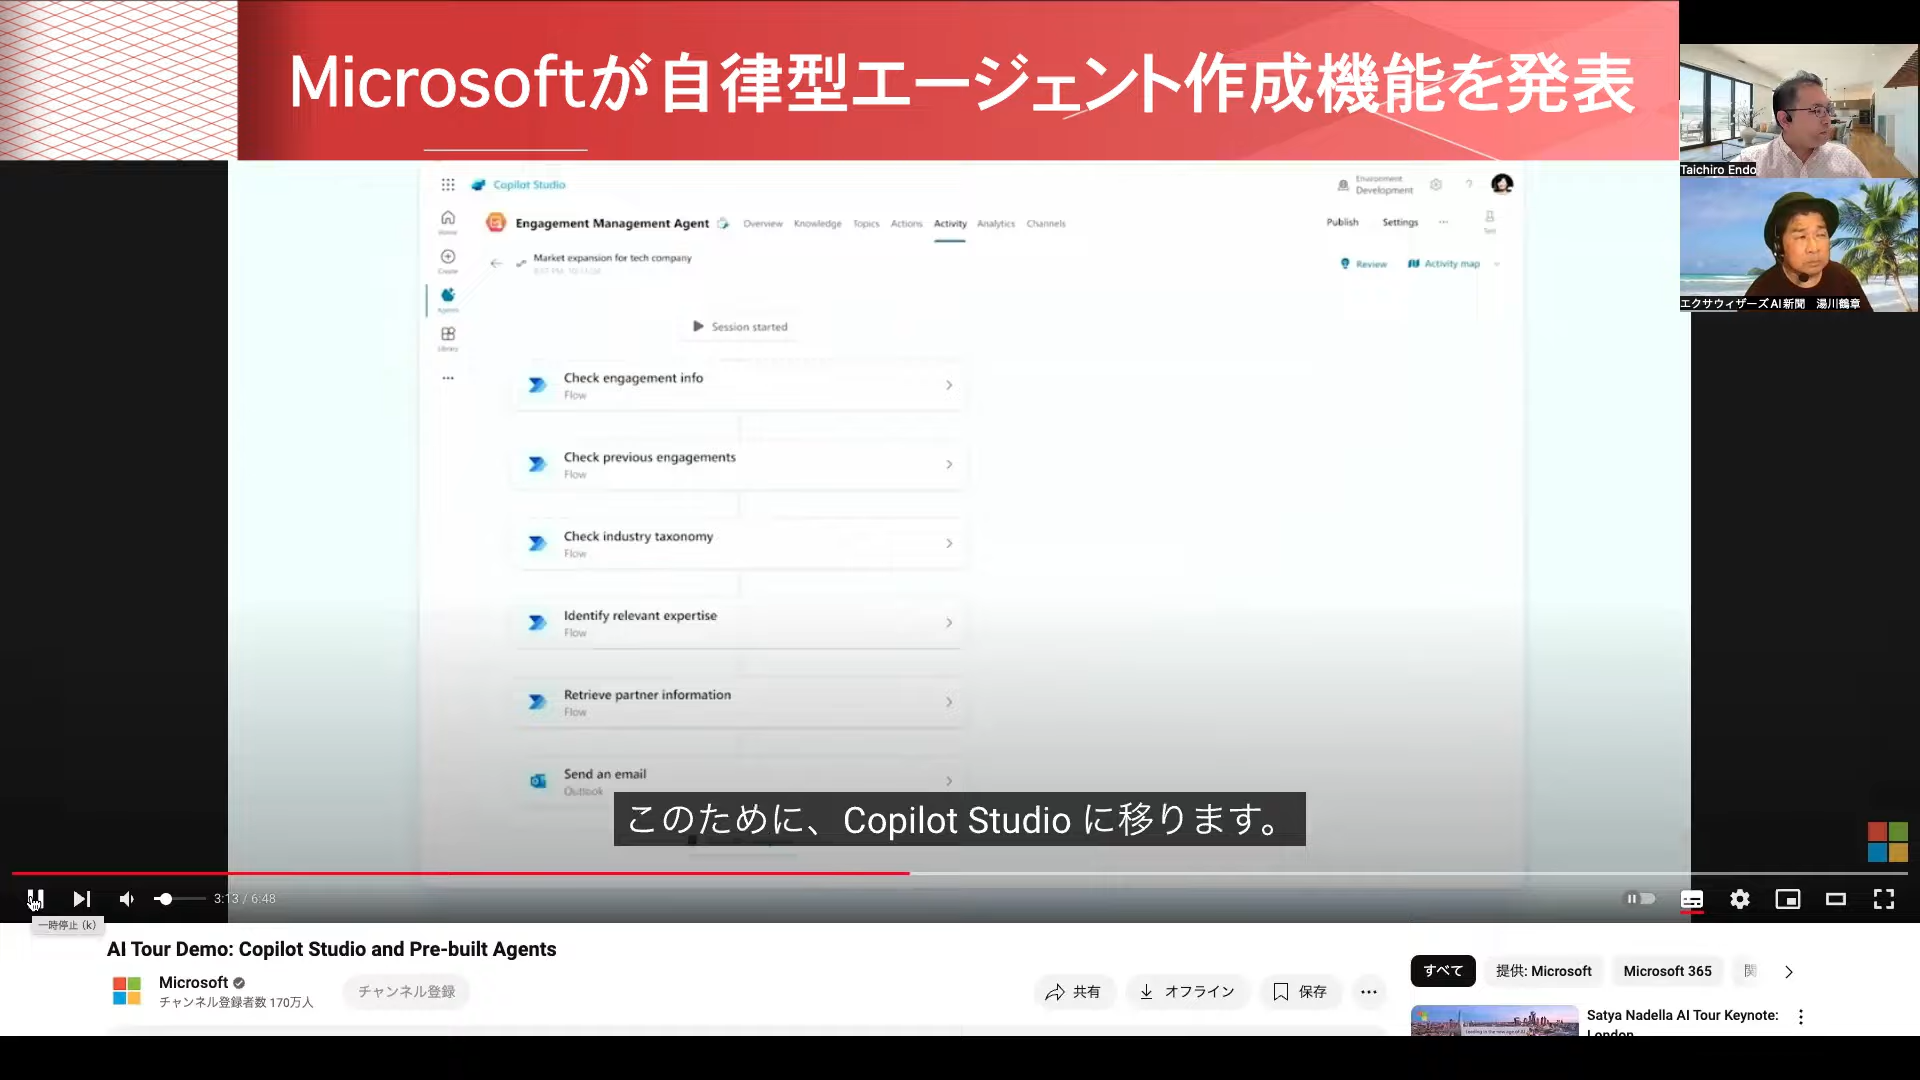 Microsoftが自律型エージェント作成機能を発表
Taichiro Endo
エクサウィザーズAI新聞　湯川鶴章
Copilot Studio
Environment
Development
?
Home
Create
Agents
Library
Engagement Management Agent
Overview
Knowledge
Topics
Actions
Activity
Analytics
Channels
Publish
Settings
Test
Market expansion for tech company
Review
Activity map
Session started
Check engagement info
Flow
Check previous engagements
Flow
Check industry taxonomy
Flow
Identify relevant expertise
Flow
Retrieve partner information
Flow
Send an email
Outlook
このために、Copilot Studio に移ります。
3:13 / 6:48
一時停止 (k)
AI Tour Demo: Copilot Studio and Pre-built Agents
Microsoft
チャンネル登録者数 170万人
チャンネル登録
共有
オフライン
保存
すべて
提供: Microsoft
Microsoft 365
関
Satya Nadella AI Tour Keynote:
London